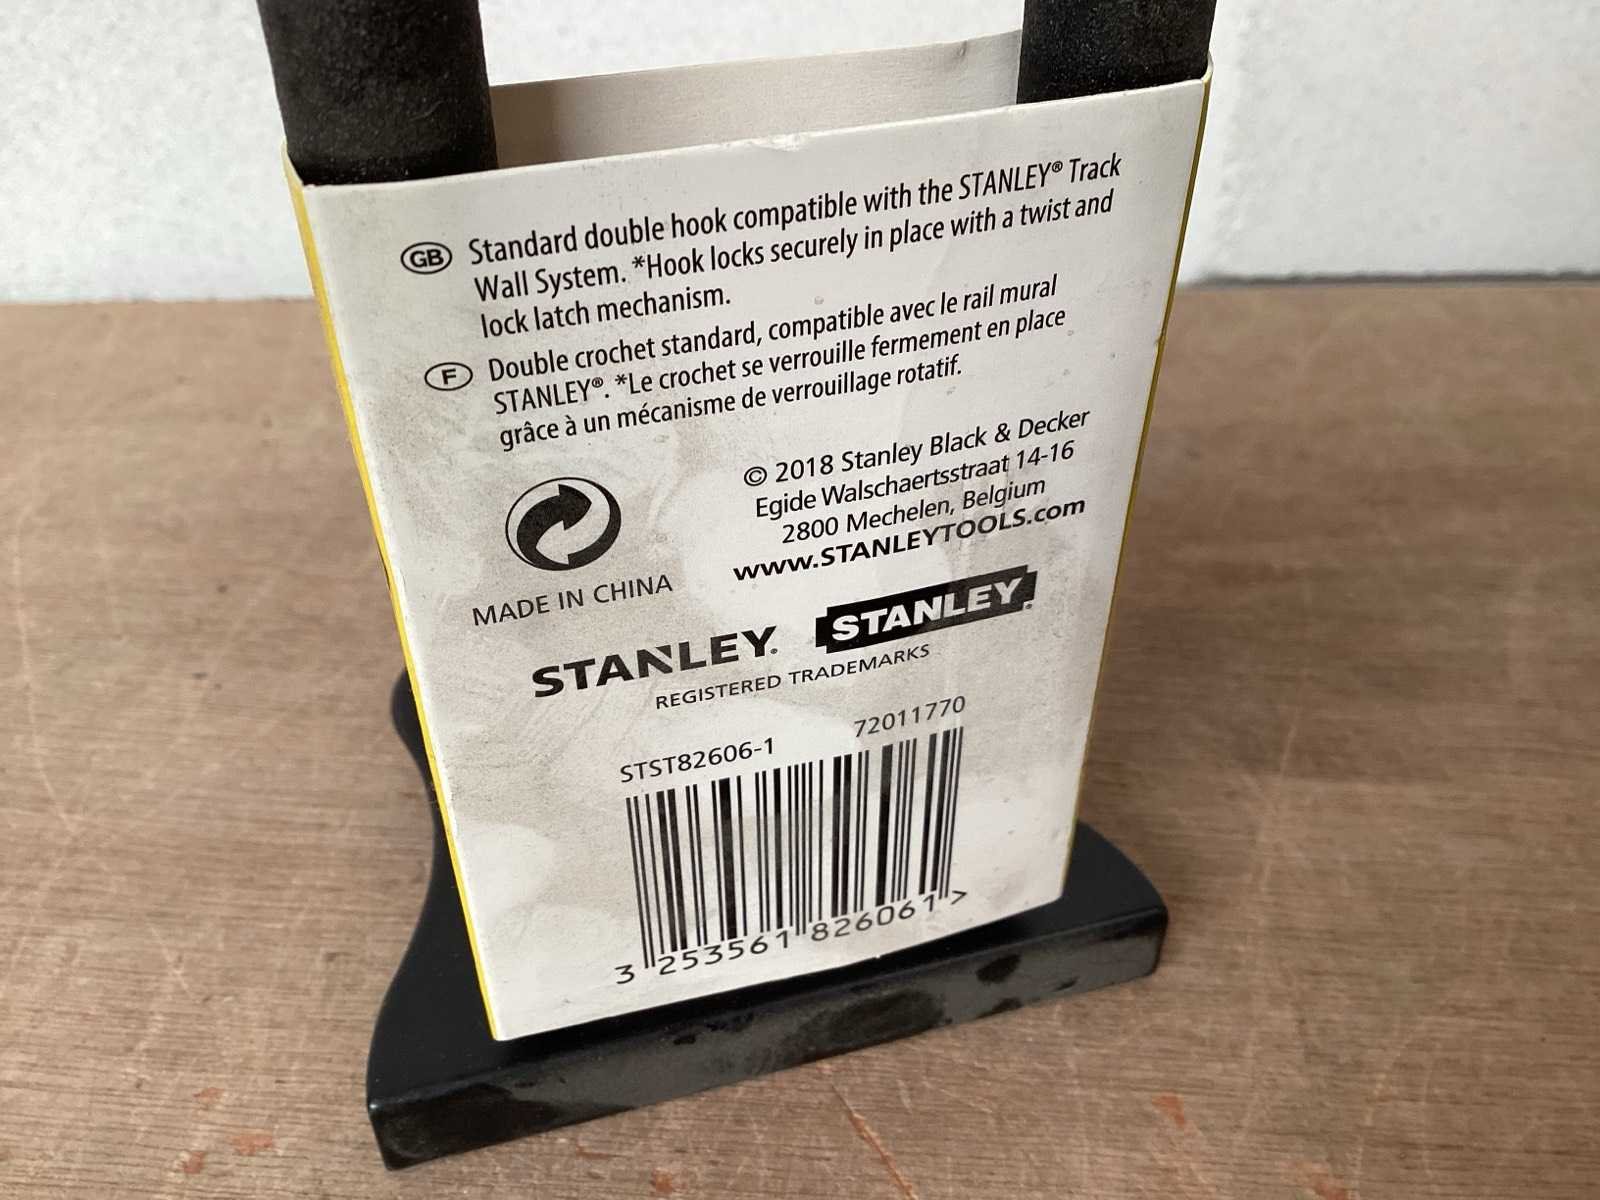 GB Standard double hook compatible with the STANLEY® Track
Wall System. *Hook locks securely in place with a twist and
lock latch mechanism.
F Double crochet standard, compatible avec le rail mural
STANLEY®. *Le crochet se verrouille fermement en place
grâce à un mécanisme de verrouillage rotatif.
© 2018 Stanley Black & Decker
Egide Walschaertsstraat 14-16
2800 Mechelen, Belgium
www.STANLEYTOOLS.com
MADE IN CHINA
STANLEY® STANLEY®
REGISTERED TRADEMARKS
STST82606-1 72011770
3 253561 826061 >